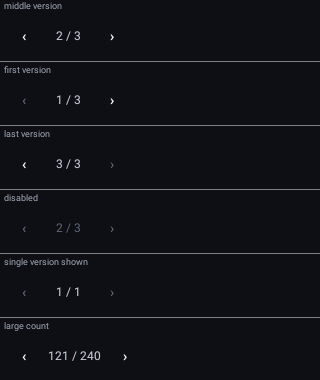 middle version
‹ 2 / 3 ›
first version
‹ 1 / 3 ›
last version
‹ 3 / 3 ›
disabled
‹ 2 / 3 ›
single version shown
‹ 1 / 1 ›
large count
‹ 121 / 240 ›